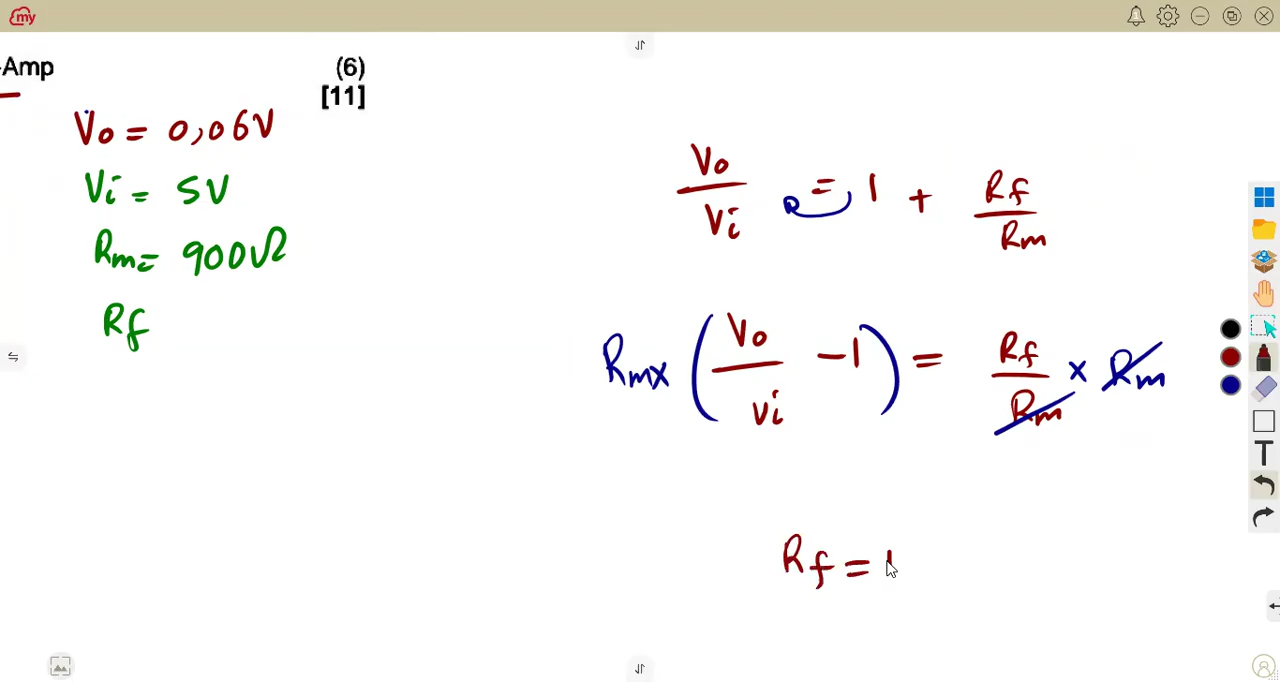 my
-Amp (6)
[11]
Vo = 0,06V
Vi = 5V
Rm = 900Ω
Rf
Vo/Vi = 1 + Rf/Rm
Rm x (Vo/Vi - 1) = Rf/Rm x Rm
Rf =
T